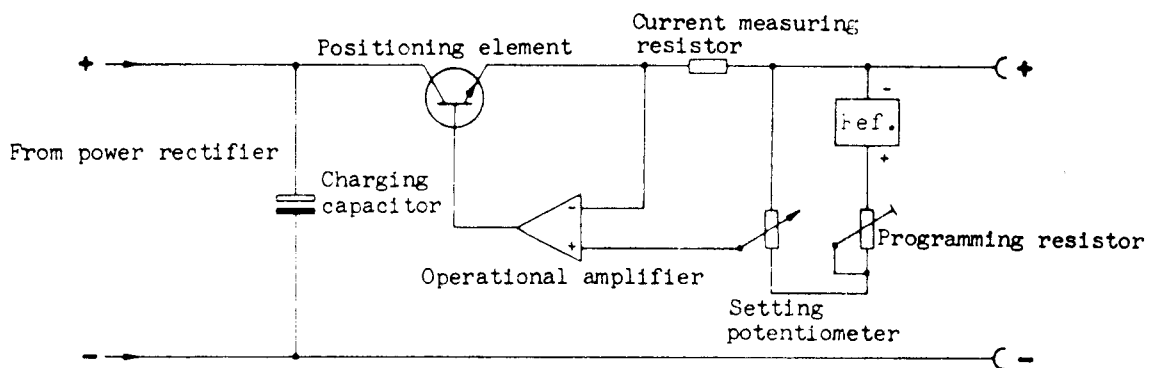 Current measuring
resistor
Positioning element
+
+
-
Ref.
+
From power rectifier
Charging
capacitor
-
+
Programming resistor
Operational amplifier
Setting
potentiometer
-
-